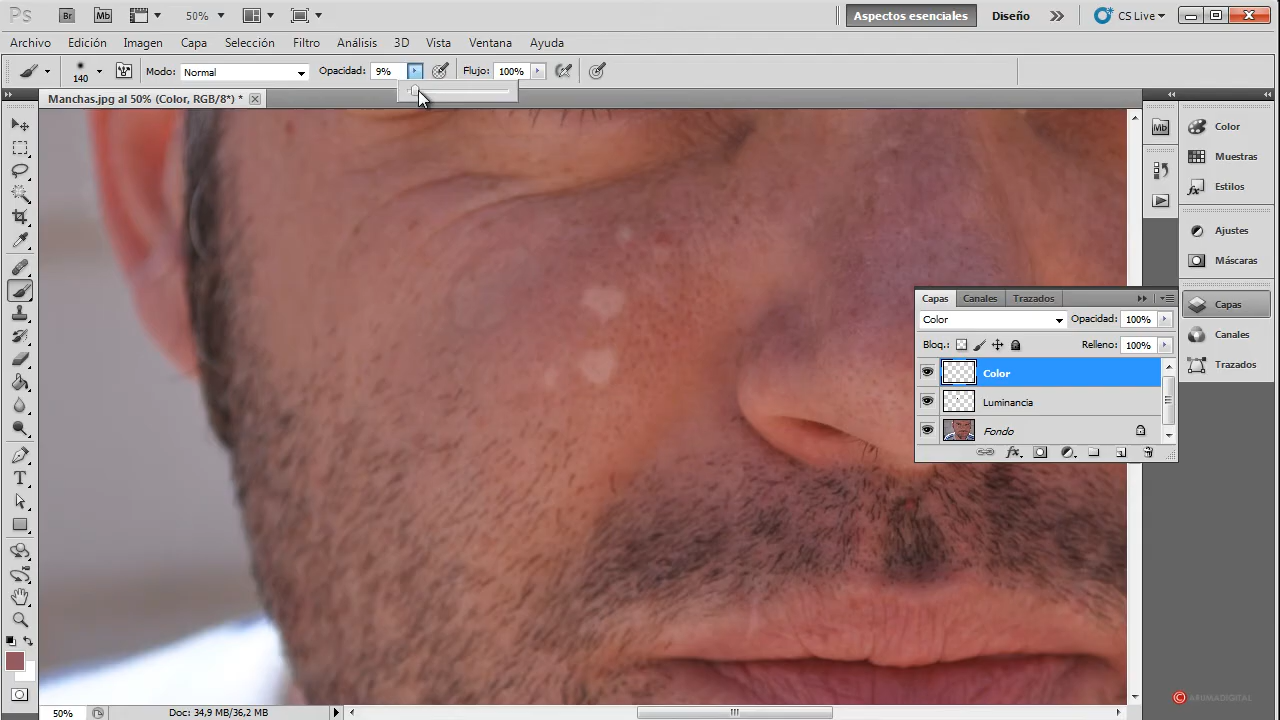 Ps Br Mb 50% Aspectos esenciales Diseño CS Live
Archivo Edición Imagen Capa Selección Filtro Análisis 3D Vista Ventana Ayuda
140 Modo: Normal Opacidad: 9% Flujo: 100%
Manchas.jpg al 50% (Color, RGB/8*) *
Mb
Color
Muestras
Estilos
Ajustes
Máscaras
Capas
Canales
Trazados
Capas Canales Trazados
Color Opacidad: 100%
Bloq.: Relleno: 100%
Color
Luminancia
Fondo
fx
T
© ARUMADIGITAL
50% Doc: 34,9 MB/36,2 MB